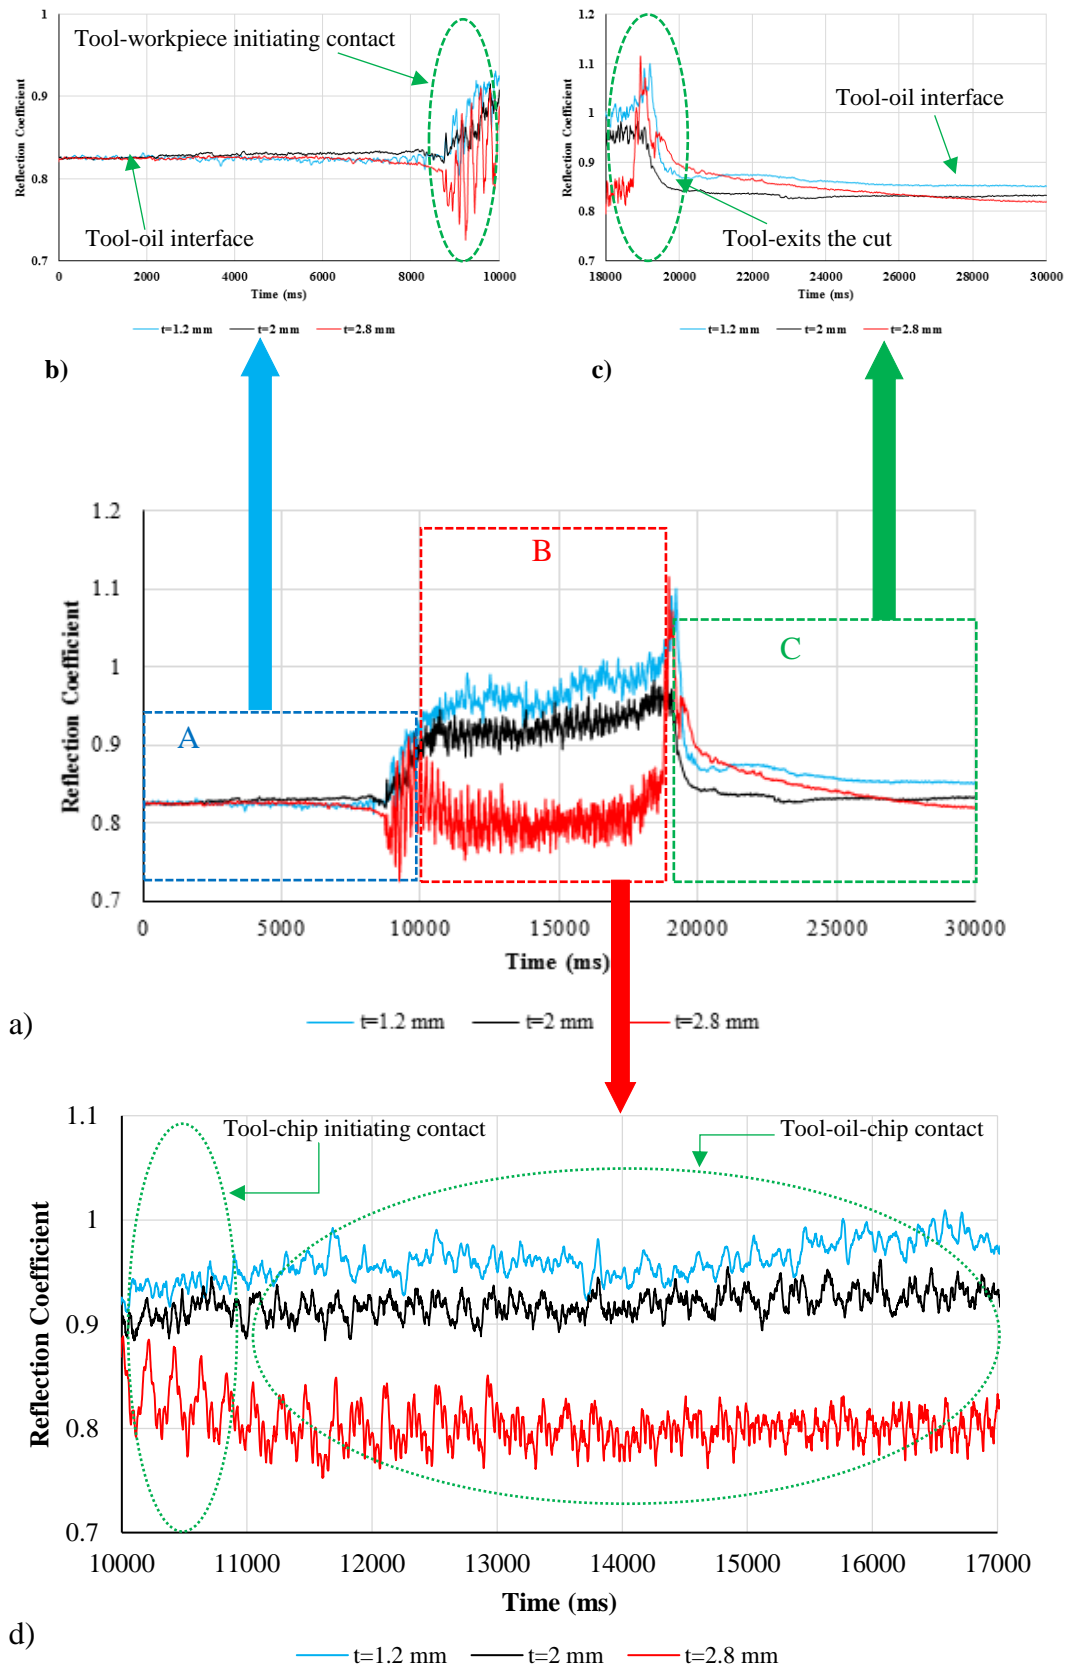 1
0.9
0.8
0.7
Reflection Coefficient
Tool-workpiece initiating contact
Tool-oil interface
0 2000 4000 6000 8000 10000
Time (ms)
t=1.2 mm t=2 mm t=2.8 mm
b)
1.2
1.1
1
0.9
0.8
0.7
0.6
Reflection Coefficient
Tool-oil interface
Tool-exits the cut
18000 20000 22000 24000 26000 28000 30000
Time (ms)
t=1.2 mm t=2 mm t=2.8 mm
c)
1.2
1.1
1
0.9
0.8
0.7
Reflection Coefficient
A
B
C
0 5000 10000 15000 20000 25000 30000
Time (ms)
a)
t=1.2 mm t=2 mm t=2.8 mm
1.1
1
0.9
0.8
0.7
Reflection Coefficient
Tool-chip initiating contact
Tool-oil-chip contact
10000 11000 12000 13000 14000 15000 16000 17000
Time (ms)
d)
t=1.2 mm t=2 mm t=2.8 mm